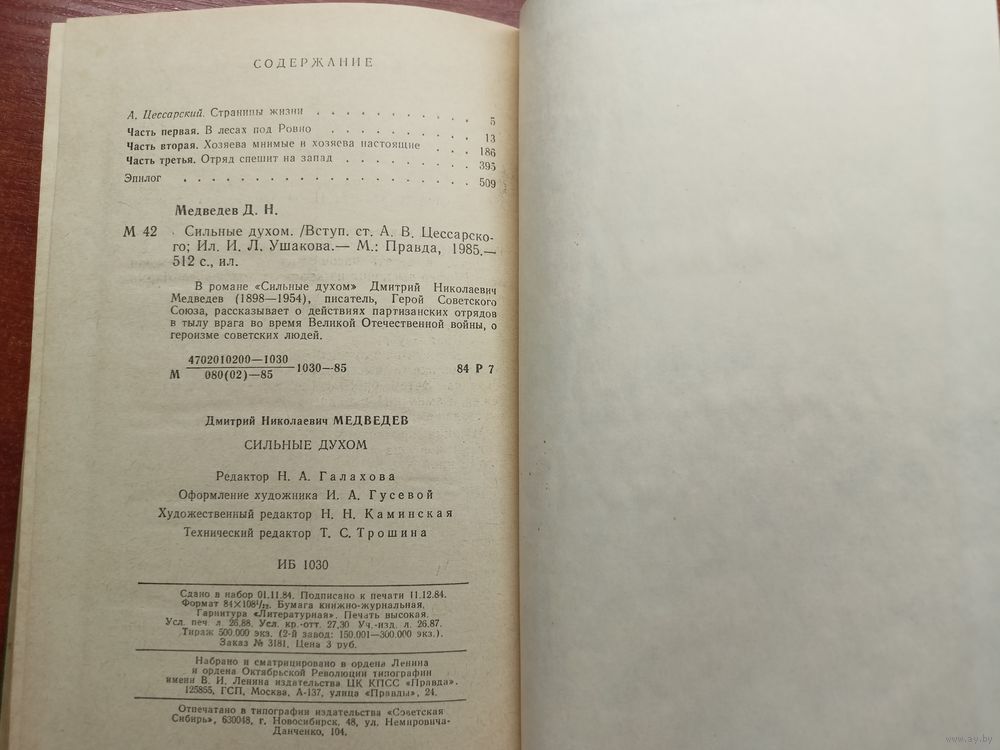 СОДЕРЖАНИЕ
А. Цессарский. Страницы жизни . . . . . . . . . . 5
Часть первая. В лесах под Ровно . . . . . . . . . 13
Часть вторая. Хозяева мнимые и хозяева настоящие . . . 186
Часть третья. Отряд спешит на запад . . . . . . . . 395
Эпилог . . . . . . . . . . . . . . . . . 509
Медведев Д. Н.
М 42 Сильные духом. /Вступ. ст. А. В. Цессарско-
го; Ил. И. Л. Ушакова.— М.: Правда, 1985.—
512 с., ил.
В романе «Сильные духом» Дмитрий Николаевич
Медведев (1898—1954), писатель, Герой Советского
Союза, рассказывает о действиях партизанских отрядов
в тылу врага во время Великой Отечественной войны, о
героизме советских людей.
4702010200—1030
М 080(02)—85 1030—85 84 Р 7
Дмитрий Николаевич МЕДВЕДЕВ
СИЛЬНЫЕ ДУХОМ
Редактор Н. А. Галахова
Оформление художника И. А. Гусевой
Художественный редактор Н. Н. Каминская
Технический редактор Т. С. Трошина
ИБ 1030
Сдано в набор 01.11.84. Подписано к печати 11.12.84.
Формат 84×108¹/₃₂. Бумага книжно-журнальная.
Гарнитура «Литературная». Печать высокая.
Усл. печ л 26.88. Усл. кр.-отт. 27,30 Уч.-изд. л. 26.87.
Тираж 500.000 экз. (2-й завод: 150.001—300.000 экз.).
Заказ № 3181. Цена 3 руб.
Набрано и сматрицировано в ордена Ленина
и ордена Октябрьской Революции типографии
имени В. И. Ленина издательства ЦК КПСС «Правда».
125855, ГСП, Москва, А-137, улица «Правды», 24.
Отпечатано в типографии издательства «Советская
Сибирь», 630048, г. Новосибирск, 48, ул. Немировича-
Данченко, 104.
www.ay.by